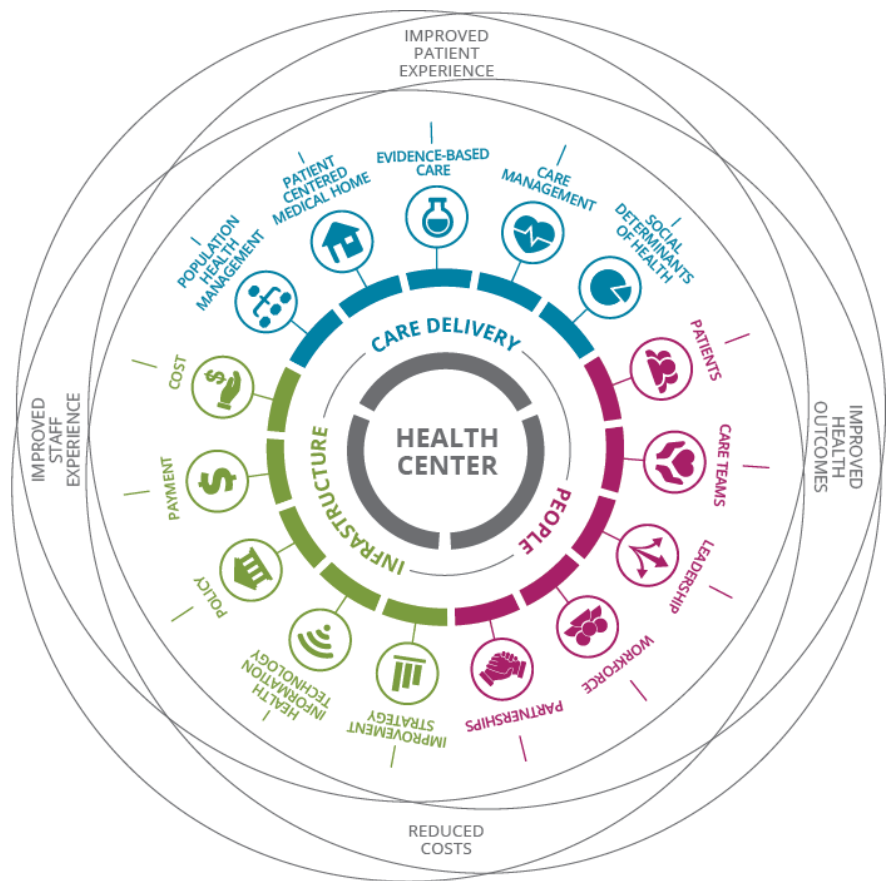 IMPROVED
PATIENT
EXPERIENCE
EVIDENCE-BASED
CARE
CARE
MANAGEMENT
SOCIAL
DETERMINANTS
OF HEALTH
PATIENTS
CARE TEAMS
LEADERSHIP
WORKFORCE
PARTNERSHIPS
IMPROVEMENT
STRATEGY
HEALTH
INFORMATION
TECHNOLOGY
POLICY
PAYMENT
COST
POPULATION
HEALTH
MANAGEMENT
PATIENT
CENTERED
MEDICAL HOME
CARE DELIVERY
PEOPLE
INFRASTRUCTURE
HEALTH
CENTER
IMPROVED
HEALTH
OUTCOMES
REDUCED
COSTS
IMPROVED
STAFF
EXPERIENCE